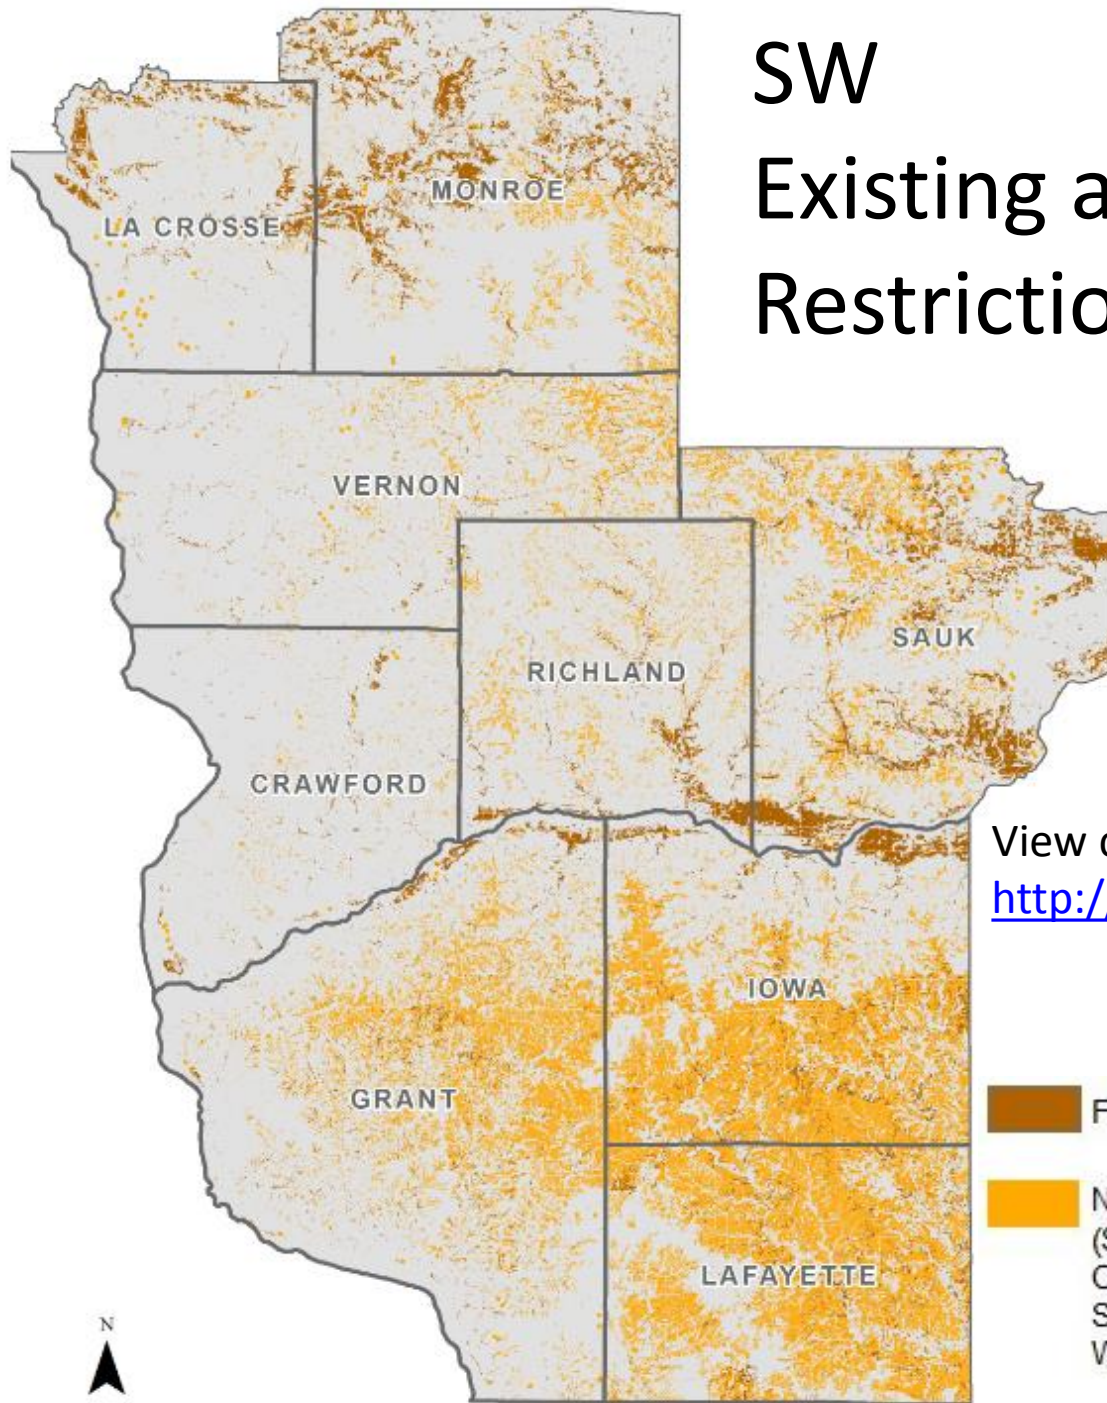 SW
Existing a
Restrictio
MONROE
LA CROSSE
VERNON
SAUK
RICHLAND
CRAWFORD
View
http:/
IOWA
GRANT
F
N
(S
LAFAYETTE
C
S
W
N